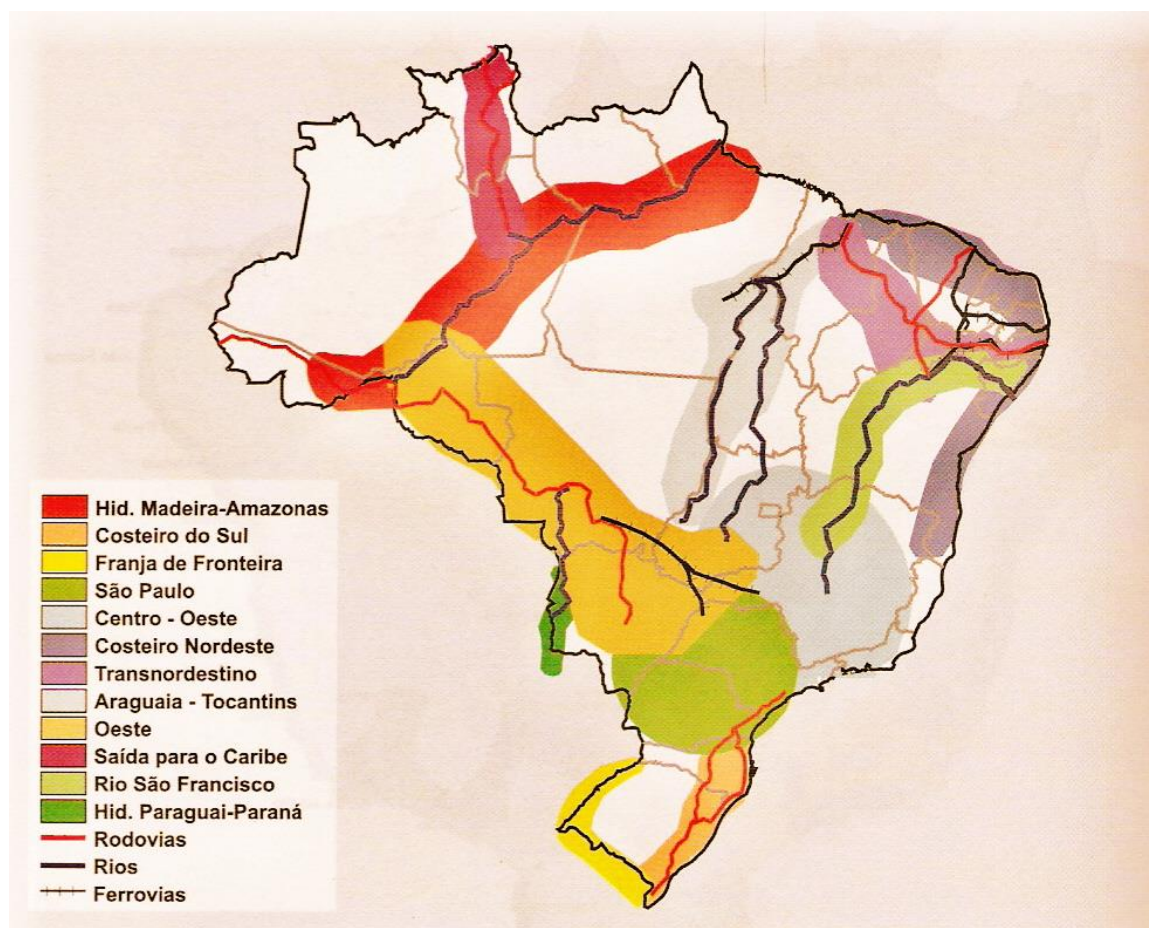 Hid. Madeira-Amazonas
Costeiro do Sul
Franja de Fronteira
São Paulo
Centro - Oeste
Costeiro Nordeste
Transnordestino
Araguaia - Tocantins
Oeste
Saída para o Caribe
Rio São Francisco
Hid. Paraguai-Paraná
Rodovias
Rios
Ferrovias